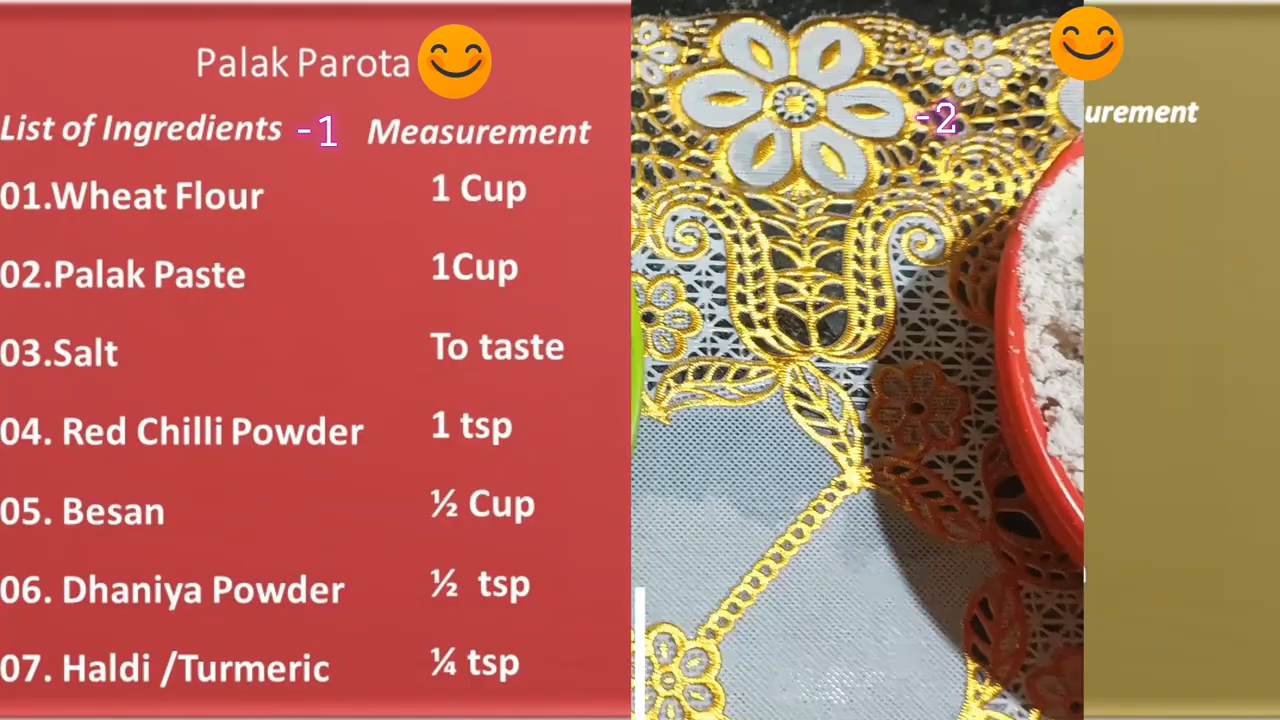 Palak Parota
List of Ingredients -1 Measurement
01.Wheat Flour 1 Cup
02.Palak Paste 1Cup
03.Salt To taste
04. Red Chilli Powder 1 tsp
05. Besan ½ Cup
06. Dhaniya Powder ½ tsp
07. Haldi /Turmeric ¼ tsp
-2
urement